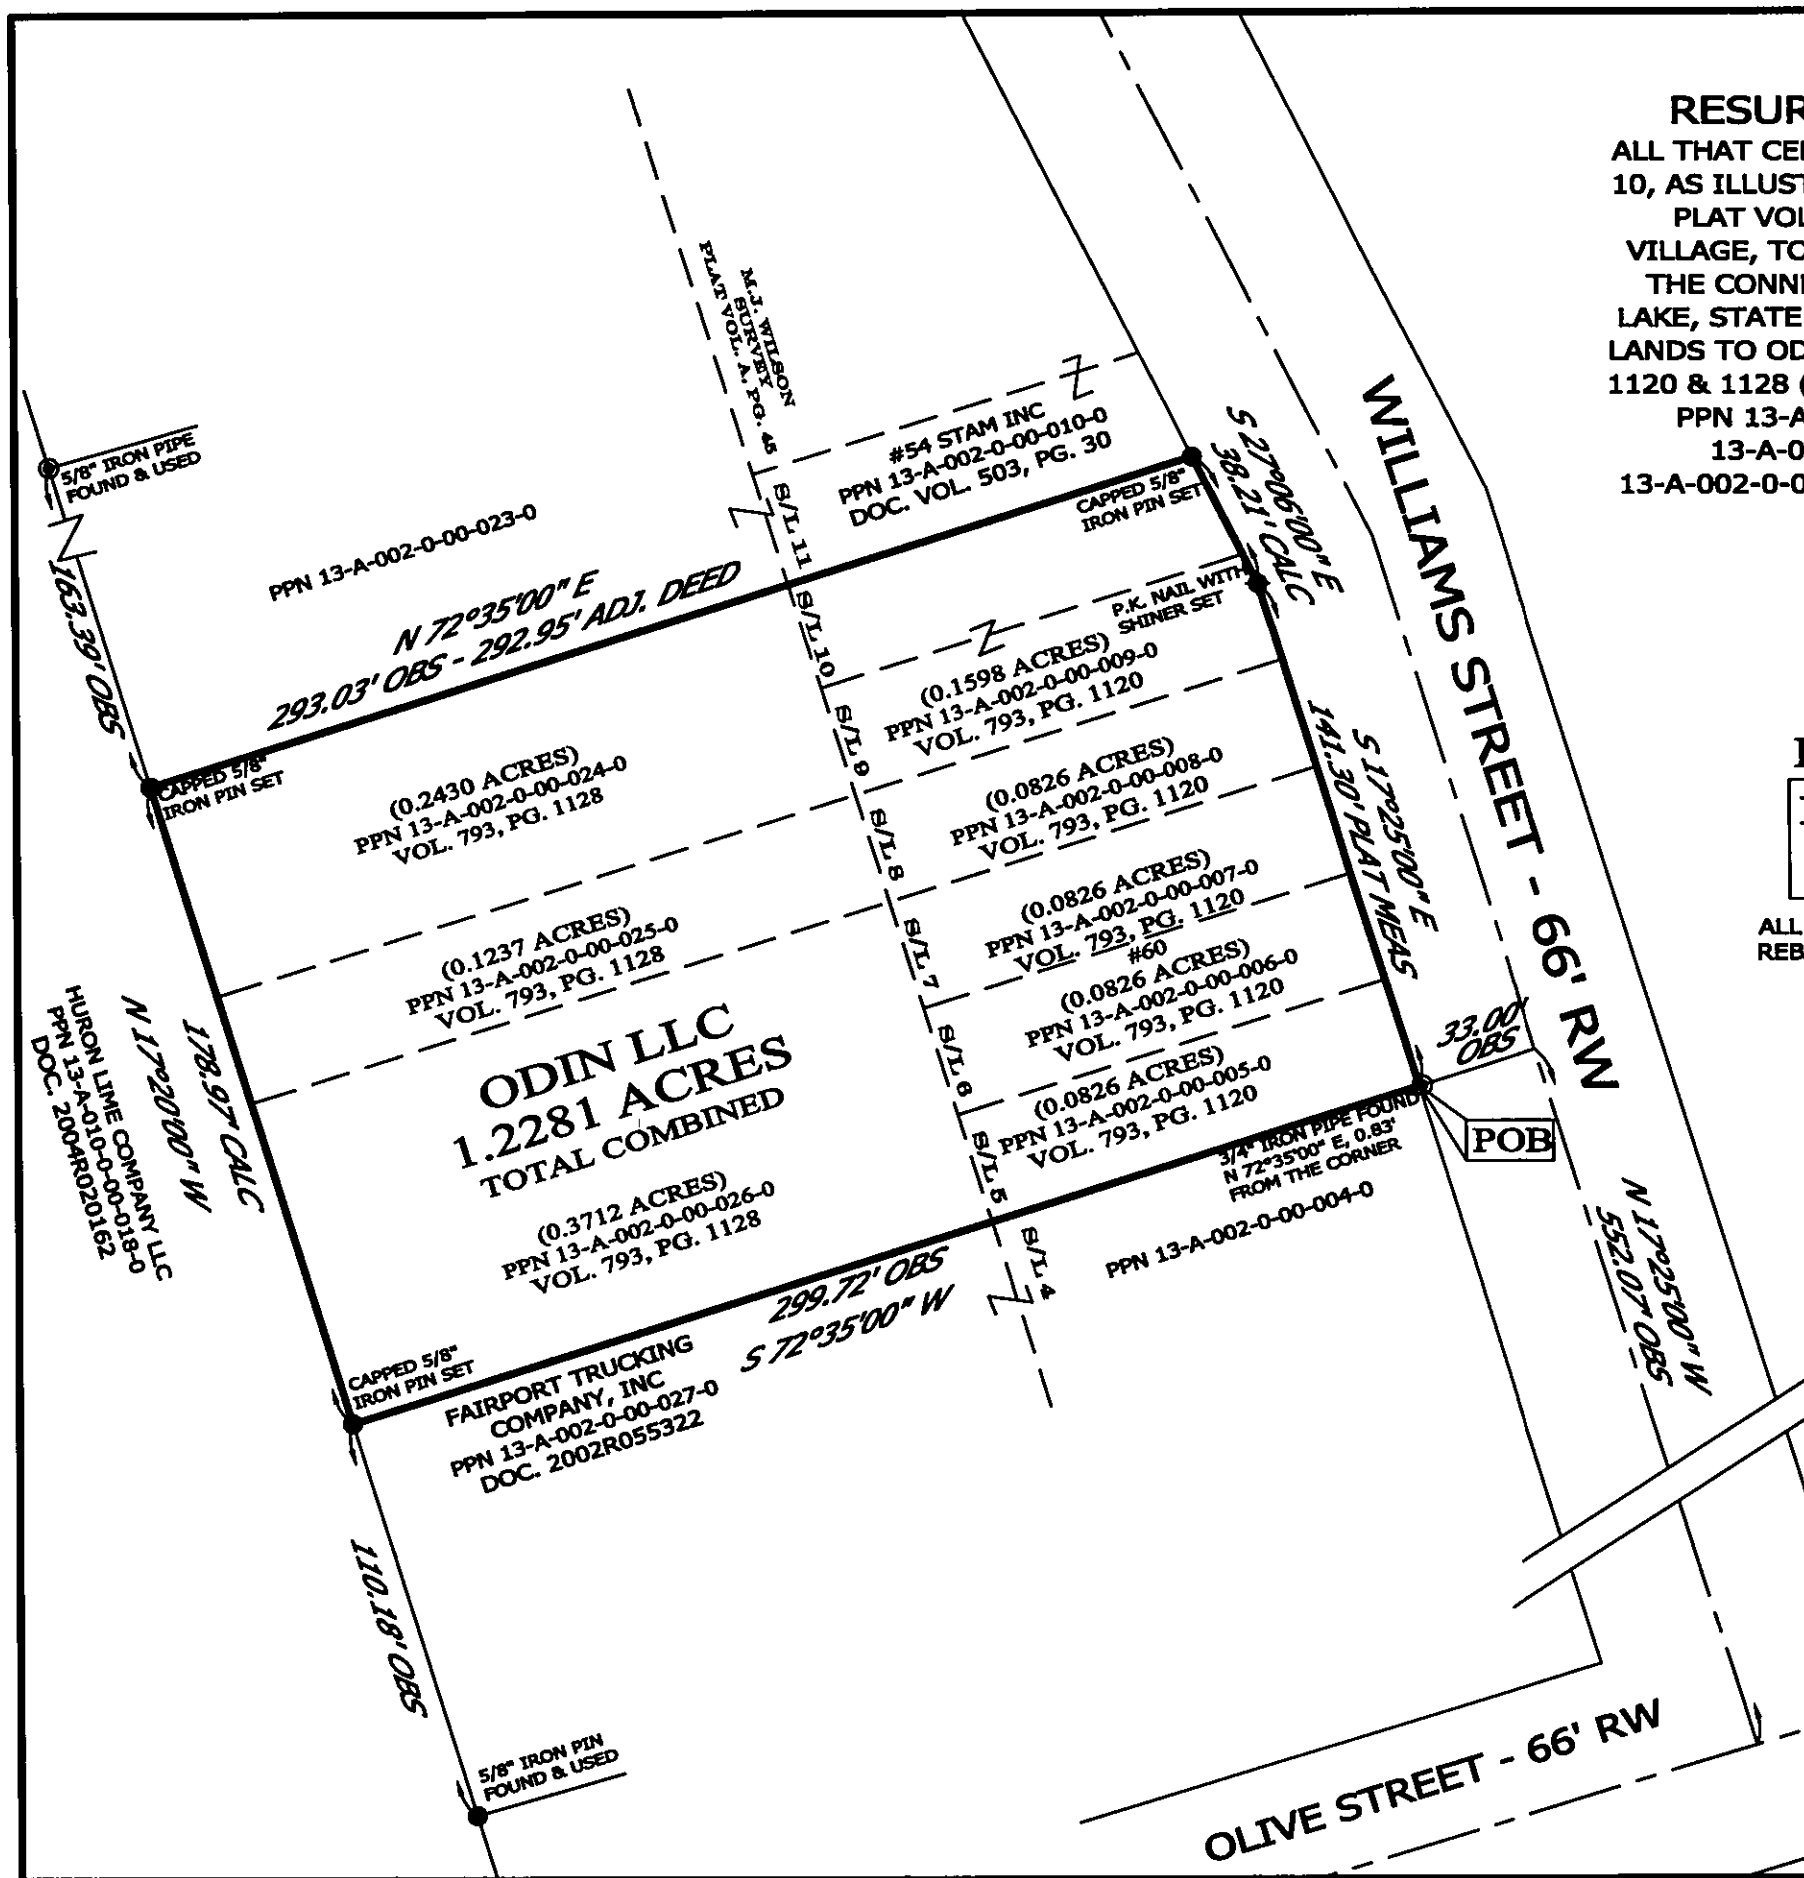 RESUR
ALL THAT CE
10, AS ILLUST
PLAT VOL
VILLAGE, TO
THE CONN
LAKE, STATE
LANDS TO OD
1120 & 1128 (
PPN 13-A
13-A-0
13-A-002-0-0
M.J. WILSON
SURVEY
PLAT VOL. A, PG. 45
5/8" IRON PIPE
FOUND & USED
163.39' OBS
PPN 13-A-002-0-00-023-0
N 72°35'00" E
293.03' OBS - 292.95' ADJ. DEED
#54 STAM INC
PPN 13-A-002-0-00-010-0
DOC. VOL. 503, PG. 30
CAPPED 5/8"
IRON PIN SET
S 27°06'00" E
38.21' CALC
WILLIAMS STREET - 66' RW
S/L 11
S/L 10
S/L 9
S/L 8
S/L 7
S/L 6
S/L 5
S/L 4
P.K. NAIL WITH
SHINER SET
(0.1598 ACRES)
PPN 13-A-002-0-00-009-0
VOL. 793, PG. 1120
(0.0826 ACRES)
PPN 13-A-002-0-00-008-0
VOL. 793, PG. 1120
(0.0826 ACRES)
PPN 13-A-002-0-00-007-0
VOL. 793, PG. 1120
#60
(0.0826 ACRES)
PPN 13-A-002-0-00-006-0
VOL. 793, PG. 1120
(0.0826 ACRES)
PPN 13-A-002-0-00-005-0
VOL. 793, PG. 1120
S 17°25'00" E
141.30' PLAT MEAS
ALL
REB
33.00'
OBS
POB
3/4" IRON PIPE FOUND
N 72°35'00" E, 0.83'
FROM THE CORNER
PPN 13-A-002-0-00-004-0
N 17°25'00" W
552.07' OBS
CAPPED 5/8"
IRON PIN SET
(0.2430 ACRES)
PPN 13-A-002-0-00-024-0
VOL. 793, PG. 1128
(0.1237 ACRES)
PPN 13-A-002-0-00-025-0
VOL. 793, PG. 1128
ODIN LLC
1.2281 ACRES
TOTAL COMBINED
(0.3712 ACRES)
PPN 13-A-002-0-00-026-0
VOL. 793, PG. 1128
178.97' CALC
N 17°20'00" W
HURON LIME COMPANY LLC
PPN 13-A-010-0-00-018-0
DOC. 2004R020162
299.72' OBS
S 72°35'00" W
CAPPED 5/8"
IRON PIN SET
FAIRPORT TRUCKING
COMPANY, INC
PPN 13-A-002-0-00-027-0
DOC. 2002R055322
110.18' OBS
5/8" IRON PIN
FOUND & USED
OLIVE STREET - 66' RW